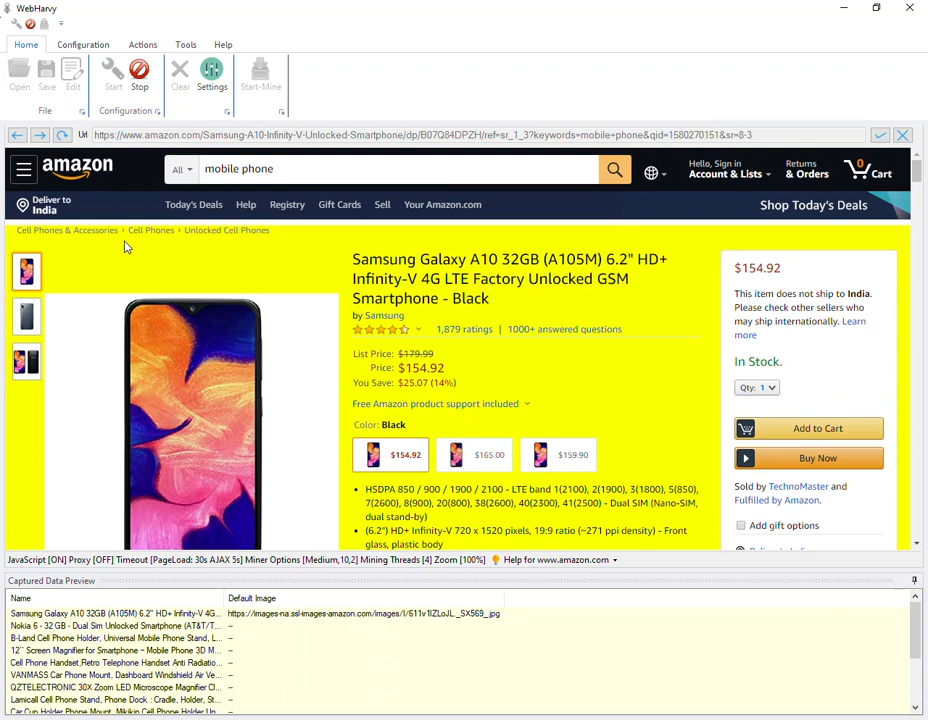 WebHarvy
Home Configuration Actions Tools Help
Open Save Edit Start Stop Clear Settings Start-Mine
File Configuration
Url https://www.amazon.com/Samsung-A10-Infinity-V-Unlocked-Smartphone/dp/B07Q84DPZH/ref=sr_1_3?keywords=mobile+phone&qid=1580270151&sr=8-3
amazon All mobile phone Hello, Sign in Account & Lists Returns & Orders 0 Cart
Deliver to
India
Today's Deals Help Registry Gift Cards Sell Your Amazon.com Shop Today's Deals
Cell Phones & Accessories › Cell Phones › Unlocked Cell Phones
Samsung Galaxy A10 32GB (A105M) 6.2" HD+
Infinity-V 4G LTE Factory Unlocked GSM
Smartphone - Black
by Samsung
1,879 ratings | 1000+ answered questions
List Price: $179.99
Price: $154.92
You Save: $25.07 (14%)
Free Amazon product support included
Color: Black
$154.92 $165.00 $159.90
• HSDPA 850 / 900 / 1900 / 2100 - LTE band 1(2100), 2(1900), 3(1800), 5(850),
7(2600), 8(900), 20(800), 38(2600), 40(2300), 41(2500) - Dual SIM (Nano-SIM,
dual stand-by)
• (6.2") HD+ Infinity-V 720 x 1520 pixels, 19:9 ratio (~271 ppi density) - Front
glass, plastic body
$154.92
This item does not ship to India.
Please check other sellers who
may ship internationally. Learn
more
In Stock.
Qty: 1
Add to Cart
Buy Now
Sold by TechnoMaster and
Fulfilled by Amazon.
Add gift options
JavaScript [ON] Proxy [OFF] Timeout [PageLoad: 30s AJAX 5s] Miner Options [Medium,10,2] Mining Threads [4] Zoom [100%] Help for www.amazon.com
Captured Data Preview
Name Default Image
Samsung Galaxy A10 32GB (A105M) 6.2" HD+ Infinity-V 4G... https://images-na.ssl-images-amazon.com/images/I/611v1lZLoJL._SX569_.jpg
Nokia 6 - 32 GB - Dual Sim Unlocked Smartphone (AT&T/T... --
B-Land Cell Phone Holder, Universal Mobile Phone Stand, L... --
12'' Screen Magnifier for Smartphone – Mobile Phone 3D M... --
Cell Phone Handset,Retro Telephone Handset Anti Radiatio... --
VANMASS Car Phone Mount, Dashboard Windshield Air Ve... --
QZTELECTRONIC 30X Zoom LED Microscope Magnifier Cl... --
Lamicall Cell Phone Stand, Phone Dock : Cradle, Holder, St... --
Car Cup Holder Phone Mount, Mikikin Cell Phone Holder Un... --